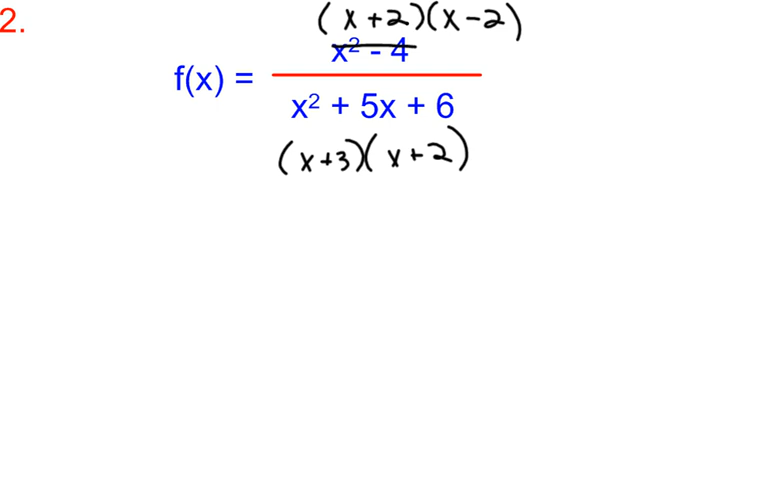 2.
(x+2)(x-2)
x² - 4
f(x) =
x² + 5x + 6
(x+3)(x+2)